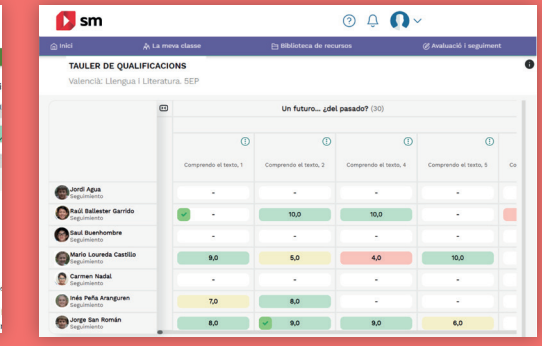 sm
Inici
La meva classe
Biblioteca de recursos
Avaluació i seguiment
TAULER DE QUALIFICACIONS
Valencià: Llengua i Literatura. 5EP
Un futuro... ¿del pasado? (30)
Comprendo el texto, 1
Comprendo el texto, 2
Comprendo el texto, 4
Comprendo el texto, 5
Co
Jordi Agua
Seguimiento
- - - -
Raúl Ballester Garrido
Seguimiento
- 10,0 10,0 -
Saul Buenhombre
Seguimiento
- - - -
Mario Loureda Castillo
Seguimiento
9,0 5,0 4,0 10,0
Carmen Nadal
Seguimiento
- - - -
Inés Peña Aranguren
Seguimiento
7,0 8,0 - -
Jorge San Román
Seguimiento
8,0 9,0 9,0 6,0